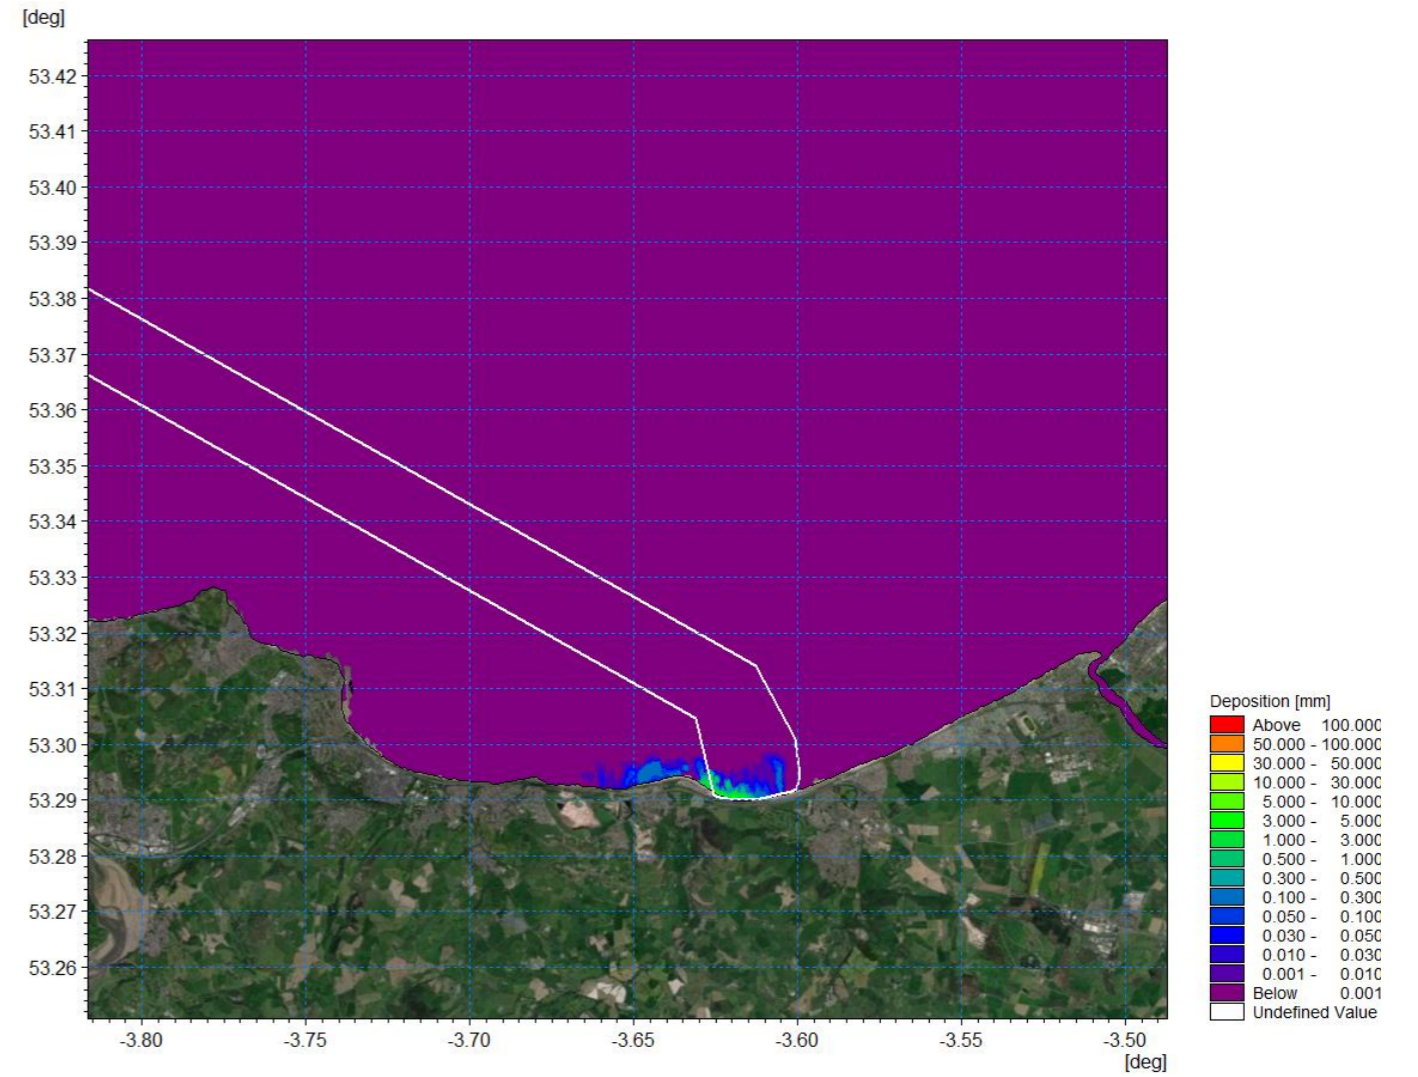 [deg]
53.42
53.41
53.40
53.39
53.38
53.37
53.36
53.35
53.34
53.33
53.32
53.31
53.30
53.29
53.28
53.27
53.26
-3.80 -3.75 -3.70 -3.65 -3.60 -3.55 -3.50
[deg]
Deposition [mm]
Above 100.000
50.000 - 100.000
30.000 - 50.000
10.000 - 30.000
5.000 - 10.000
3.000 - 5.000
1.000 - 3.000
0.500 - 1.000
0.300 - 0.500
0.100 - 0.300
0.050 - 0.100
0.030 - 0.050
0.010 - 0.030
0.001 - 0.010
Below 0.001
Undefined Value